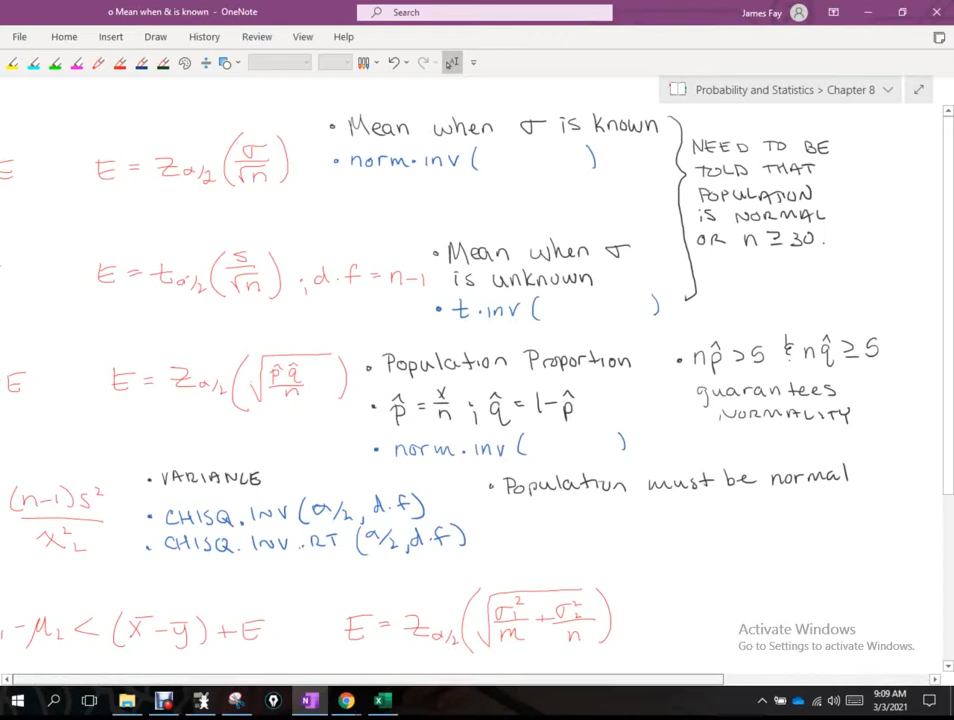 o Mean when & is known - OneNote
Search
James Fay
File Home Insert Draw History Review View Help
Probability and Statistics > Chapter 8
• Mean when σ is known
E E = Zα/2 (σ/√n) • norm.inv ( )
NEED TO BE
TOLD THAT
POPULATION
IS NORMAL
OR n ≥ 30.
• Mean when σ
is unknown
E = tα/2 (s/√n) ; d.f = n-1
• t.inv ( )
• Population Proportion
E E = Zα/2 (√p̂q̂/n)
• p̂ = x/n ; q̂ = 1-p̂
• norm.inv ( )
• np̂ > 5 & nq̂ ≥ 5
guarantees
NORMALITY
• VARIANCE
• Population must be normal
(n-1)s²/χ²₂
• CHISQ.INV (α/2, d.f)
• CHISQ.INV.RT (α/2, d.f)
-μ₂ < (x̄-ȳ) + E E = Zα/2 (√σ₁²/m + σ₂²/n)
Activate Windows
Go to Settings to activate Windows.
9:09 AM
3/3/2021